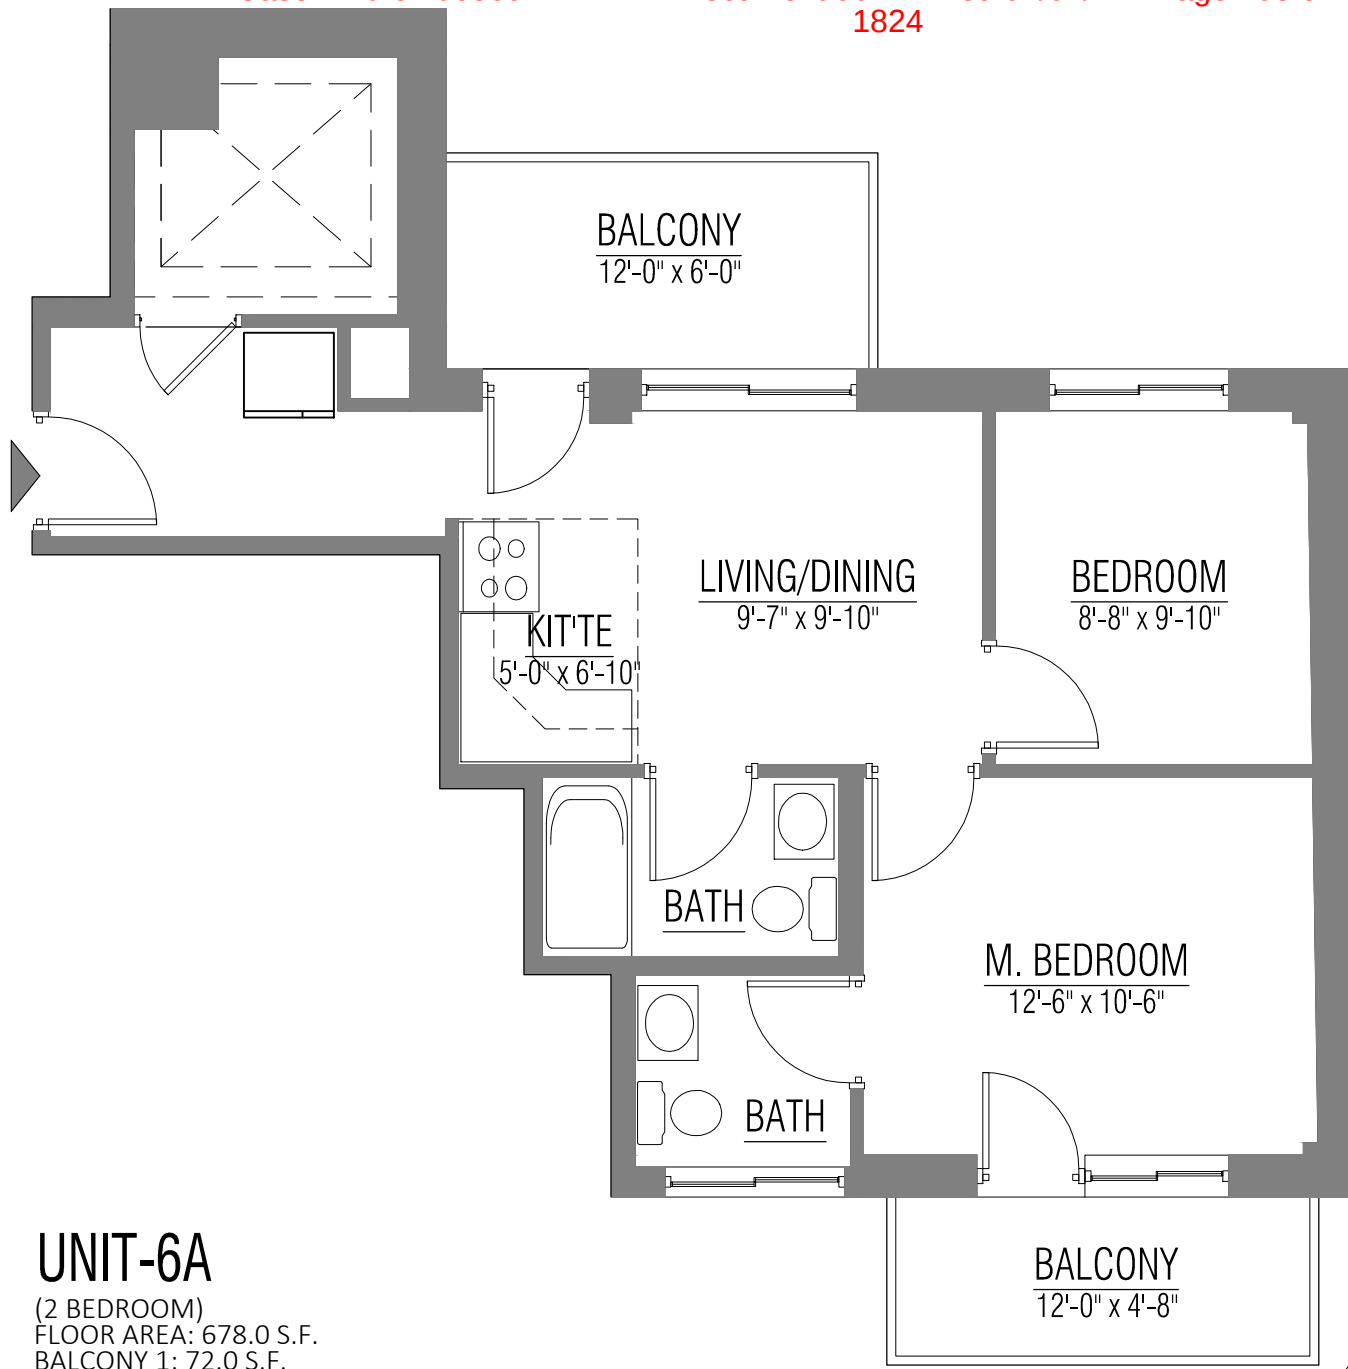 1824
BALCONY
12'-0" x 6'-0"
LIVING/DINING
9'-7" x 9'-10"
BEDROOM
8'-8" x 9'-10"
KIT'TE
5'-0" x 6'-10"
BATH
M. BEDROOM
12'-6" x 10'-6"
BATH
UNIT-6A
(2 BEDROOM)
FLOOR AREA: 678.0 S.F.
BALCONY 1: 72.0 S.F.
BALCONY
12'-0" x 4'-8"